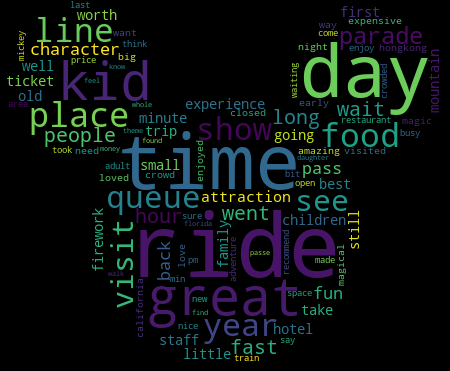 last way first expensive
worth want come hongkong
line parade
mickey character think enjoy
well price big night
kid day
ticket know feel waiting crowded mountain
area old whole experience closed early magic
place show wait food
people minute long restaurant busy
theme trip going amazing visited
took need found enjoyed pass
money adult small time daughter
loved crowd bit best
queue attraction open see
hour sure went children still
firework visit ride family
florida back love pm adventure recommend passe made magical
california min great space fun
walk new hotel take
nice find year say
staff little fast train